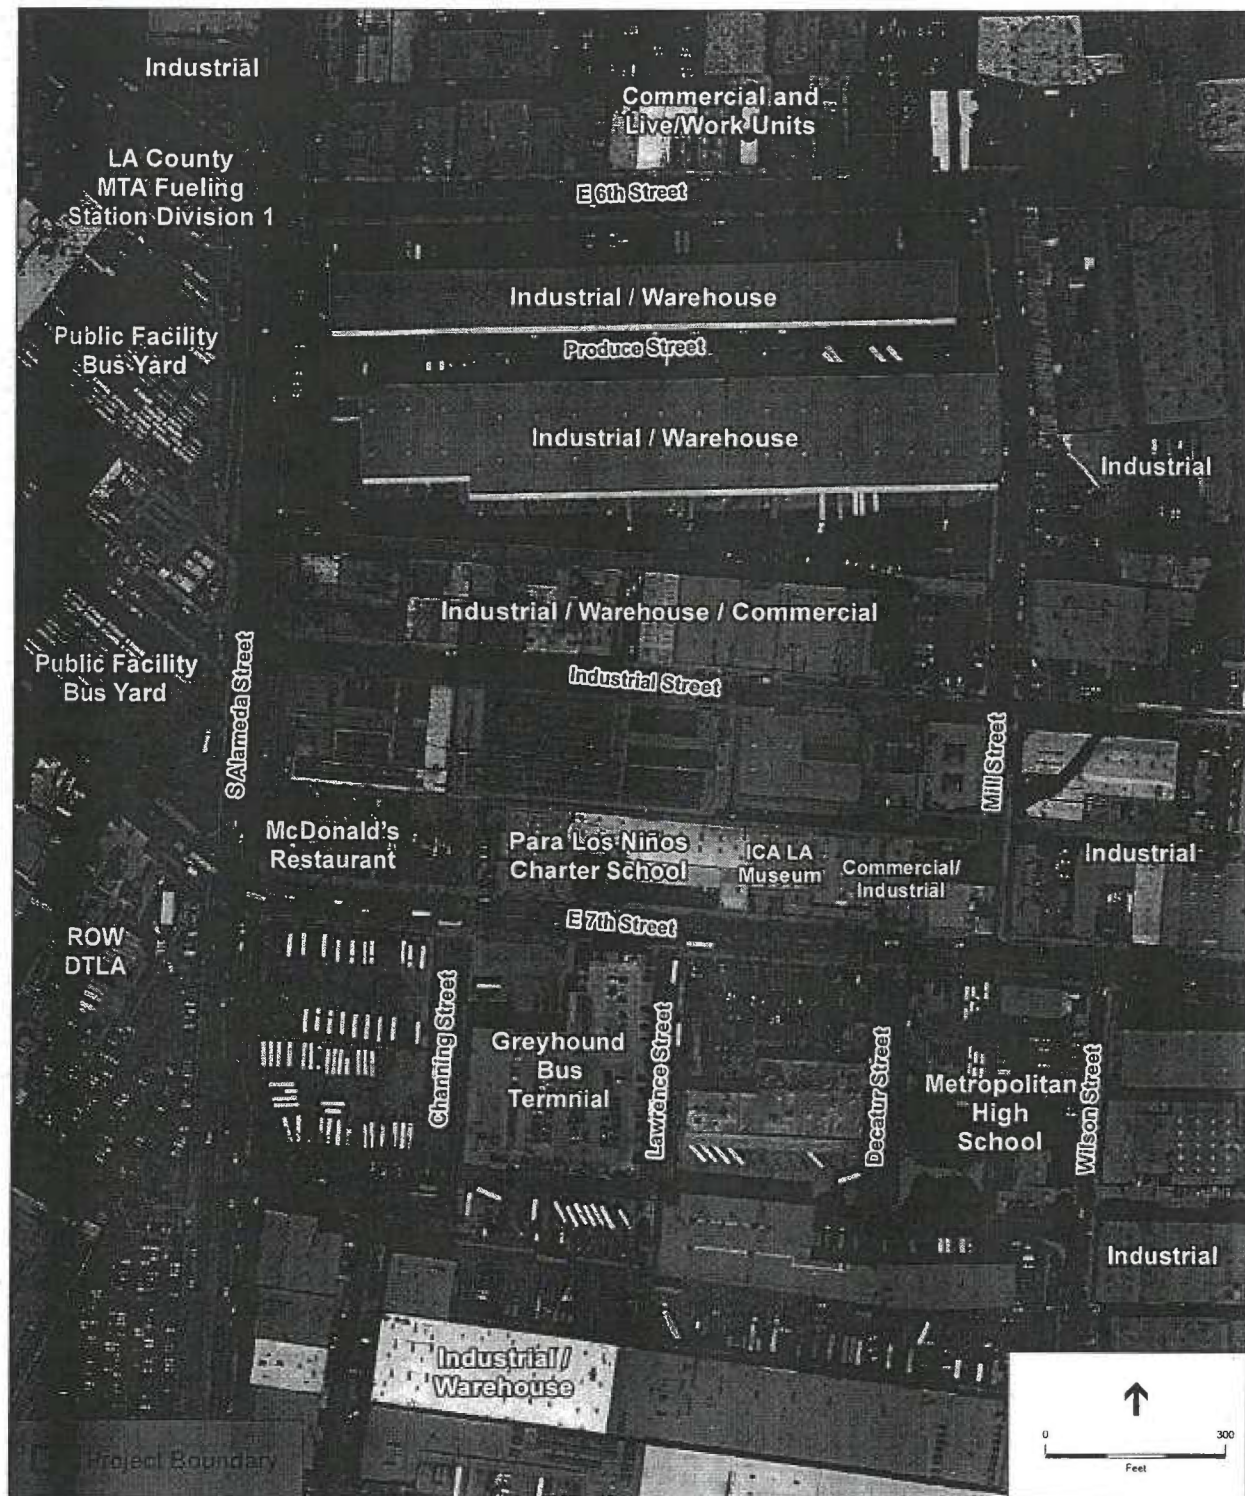 Industrial
Commercial and
Live/Work Units
LA County
MTA Fueling
Station Division 1
E 6th Street
Industrial / Warehouse
Public Facility
Bus Yard
Produce Street
Industrial / Warehouse
Industrial
Industrial / Warehouse / Commercial
Public Facility
Bus Yard
Industrial Street
S Alameda Street
Mill Street
McDonald's
Restaurant
Para Los Niños
Charter School
ICA LA
Museum
Commercial/
Industrial
Industrial
E 7th Street
ROW
DTLA
Channing Street
Greyhound
Bus
Termnial
Lawrence Street
Decatur Street
Metropolitan
High
School
Wilson Street
Industrial
Industrial /
Warehouse
Project Boundary
0 300
Feet